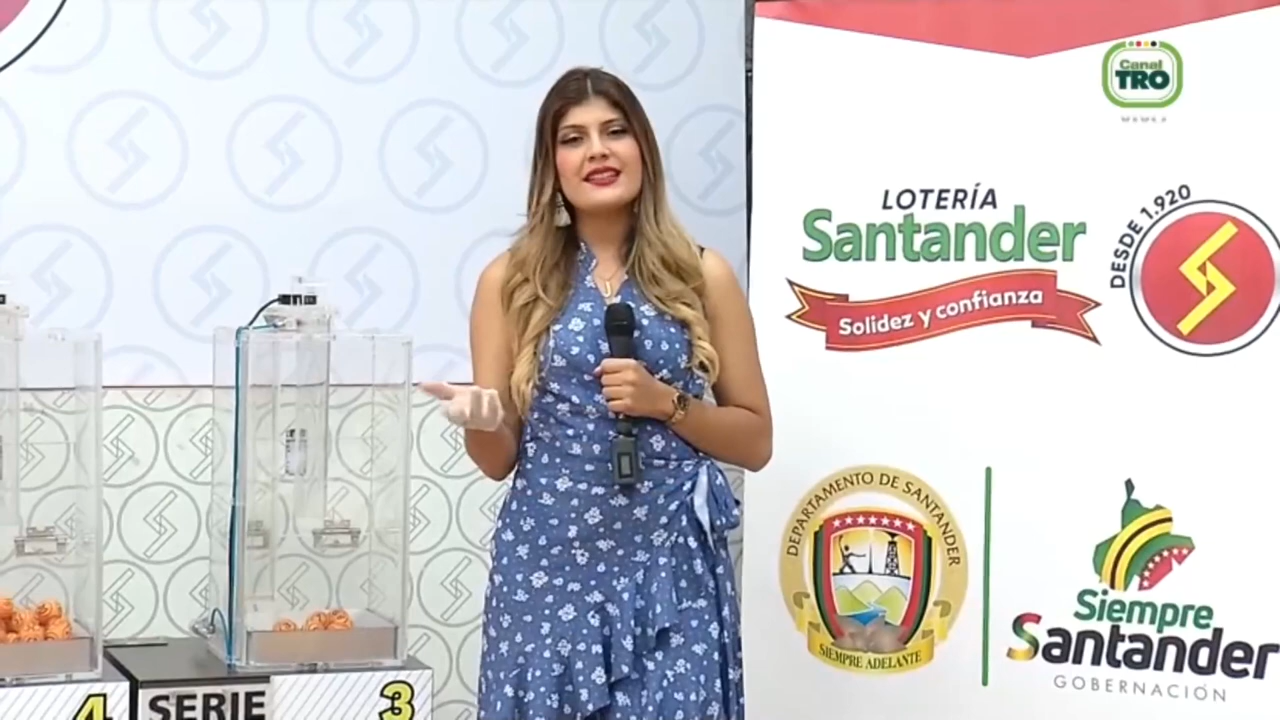 Canal
TRO
LOTERÍA
Santander
Solidez y confianza
DESDE 1.920
DEPARTAMENTO DE SANTANDER
SIEMPRE ADELANTE
Siempre
Santander
GOBERNACIÓN
4
SERIE
3